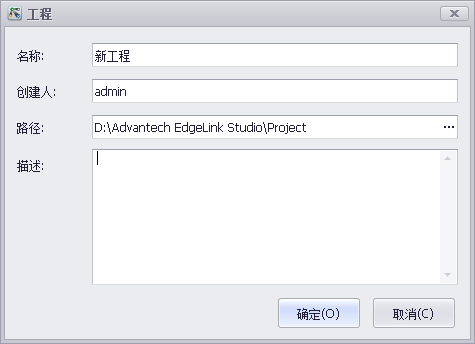 工程
名称: 新工程
创建人: admin
路径: D:\Advantech EdgeLink Studio\Project ...
描述:
确定(O) 取消(C)